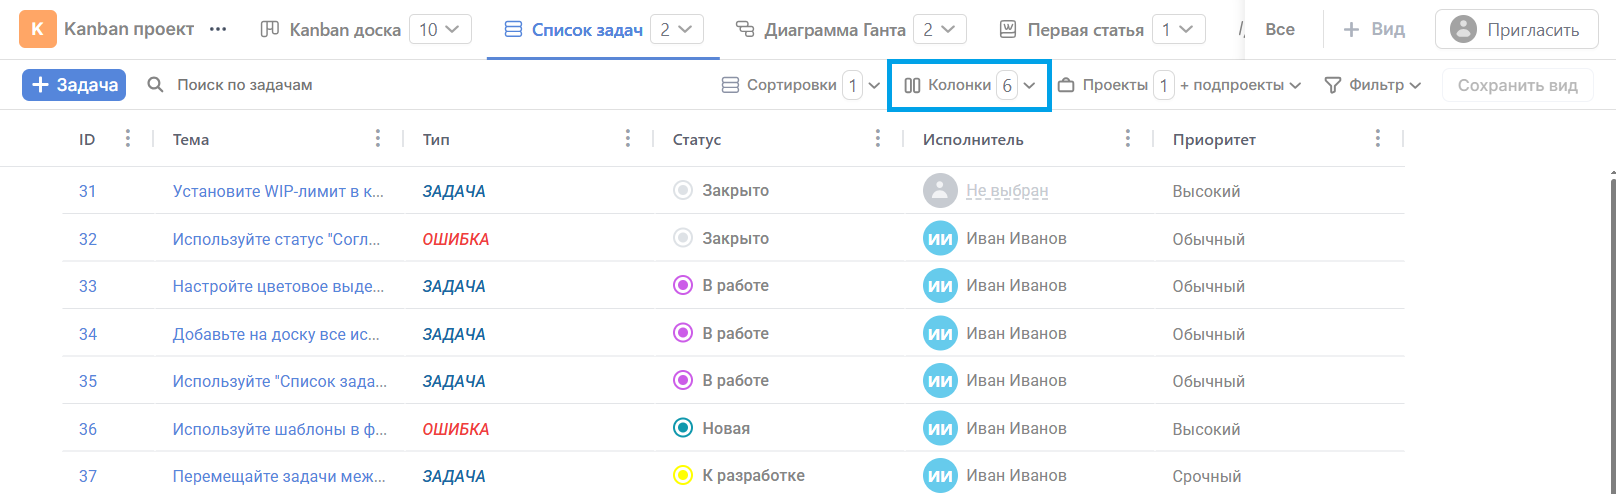 К Kanban проект ••• Kanban доска 10 Список задач 2 Диаграмма Ганта 2 Первая статья 1 Все + Вид Пригласить
+ Задача Поиск по задачам Сортировки 1 Колонки 6 Проекты 1 + подпроекты Фильтр Сохранить вид
ID Тема Тип Статус Исполнитель Приоритет
31 Установите WIP-лимит в к... ЗАДАЧА Закрыто Не выбран Высокий
32 Используйте статус "Согл... ОШИБКА Закрыто ИИ Иван Иванов Обычный
33 Настройте цветовое выде... ЗАДАЧА В работе ИИ Иван Иванов Обычный
34 Добавьте на доску все ис... ЗАДАЧА В работе ИИ Иван Иванов Обычный
35 Используйте "Список зада... ЗАДАЧА В работе ИИ Иван Иванов Обычный
36 Используйте шаблоны в ф... ОШИБКА Новая ИИ Иван Иванов Высокий
37 Перемещайте задачи меж... ЗАДАЧА К разработке ИИ Иван Иванов Срочный